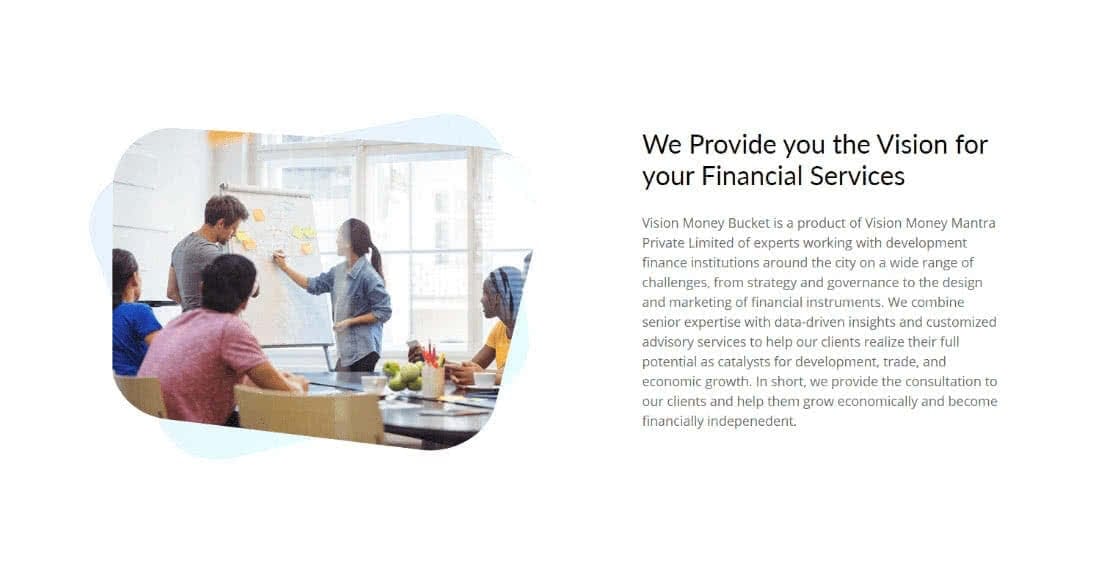 We Provide you the Vision for
your Financial Services
Vision Money Bucket is a product of Vision Money Mantra
Private Limited of experts working with development
finance institutions around the city on a wide range of
challenges, from strategy and governance to the design
and marketing of financial instruments. We combine
senior expertise with data-driven insights and customized
advisory services to help our clients realize their full
potential as catalysts for development, trade, and
economic growth. In short, we provide the consultation to
our clients and help them grow economically and become
financially indepenedent.